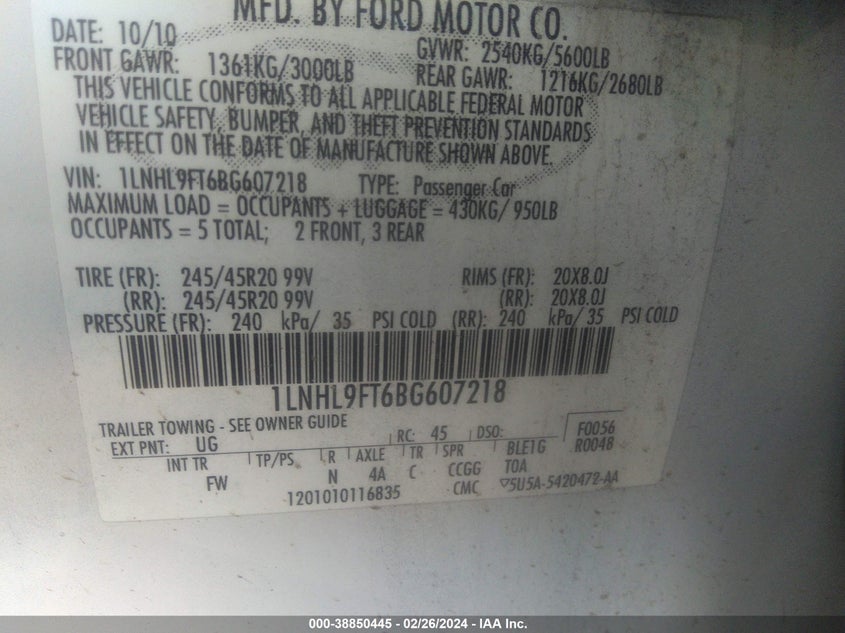 MFD. BY FORD MOTOR CO.
DATE: 10/10 GVWR: 2540KG/5600LB
FRONT GAWR: 1361KG/3000LB REAR GAWR: 1216KG/2680LB
THIS VEHICLE CONFORMS TO ALL APPLICABLE FEDERAL MOTOR
VEHICLE SAFETY, BUMPER, AND THEFT PREVENTION STANDARDS
IN EFFECT ON THE DATE OF MANUFACTURE SHOWN ABOVE.
VIN: 1LNHL9FT6BG607218 TYPE: Passenger Car
MAXIMUM LOAD = OCCUPANTS + LUGGAGE = 430KG/ 950LB
OCCUPANTS = 5 TOTAL; 2 FRONT, 3 REAR
TIRE (FR): 245/45R20 99V RIMS (FR): 20X8.0J
(RR): 245/45R20 99V (RR): 20X8.0J
PRESSURE (FR): 240 kPa/ 35 PSI COLD (RR): 240 kPa/ 35 PSI COLD
1LNHL9FT6BG607218
TRAILER TOWING - SEE OWNER GUIDE
EXT PNT: UG RC: 45 DSO: F0056
INT TR TP/PS R AXLE TR SPR BLE1G R0048
FW N 4A C CCGG TOA
1201010116835 CMC ▽5U5A-5420472-AA
000-38850445 - 02/26/2024 - IAA Inc.